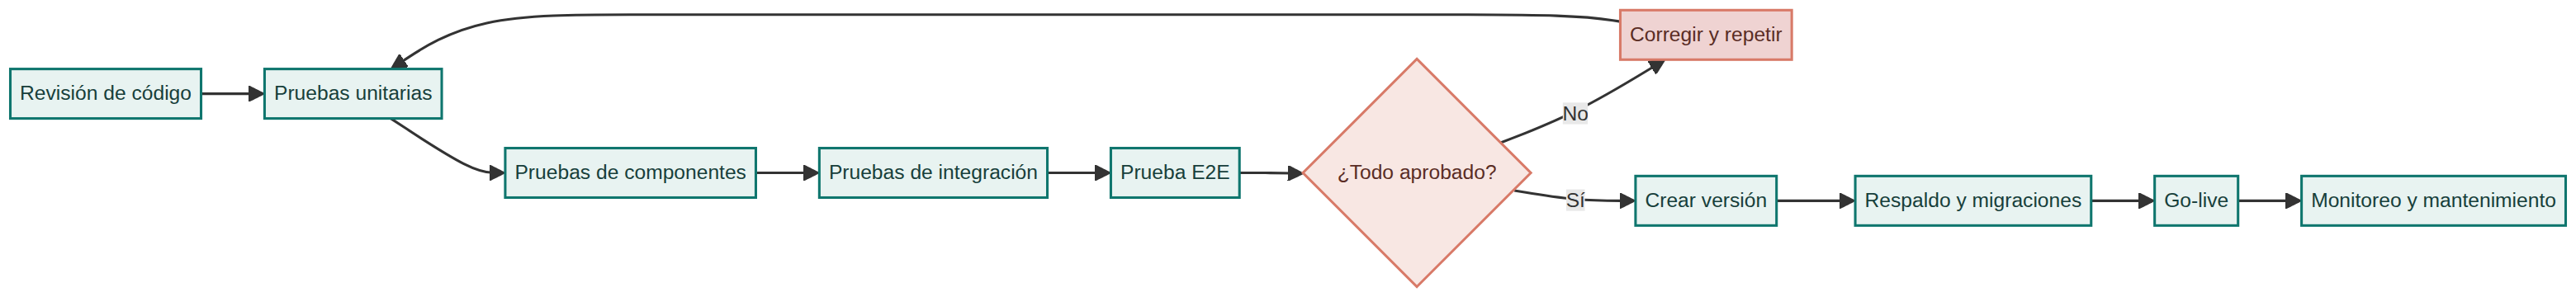 Revisión de código
Pruebas unitarias
Pruebas de componentes
Pruebas de integración
Prueba E2E
¿Todo aprobado?
No
Corregir y repetir
Sí
Crear versión
Respaldo y migraciones
Go-live
Monitoreo y mantenimiento